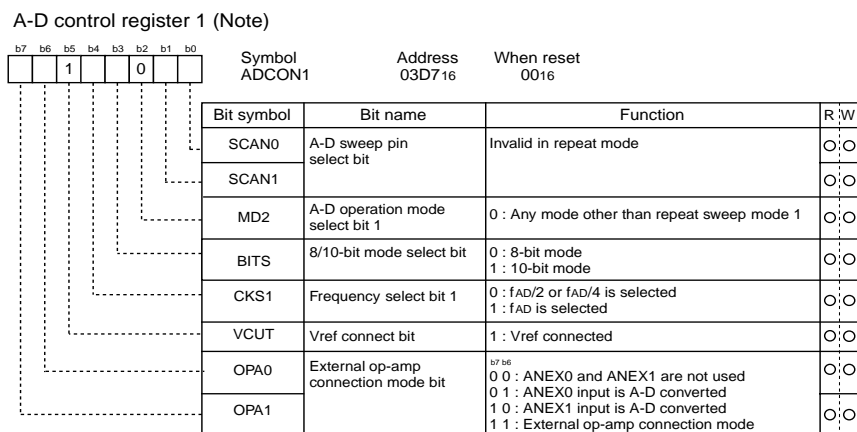 A-D control register 1 (Note)
b7 b6 b5 b4 b3 b2 b1 b0
1 0
Symbol Address When reset
ADCON1 03D716 0016
Bit symbol Bit name Function R W
SCAN0 A-D sweep pin select bit Invalid in repeat mode
SCAN1
MD2 A-D operation mode select bit 1 0 : Any mode other than repeat sweep mode 1
BITS 8/10-bit mode select bit 0 : 8-bit mode
1 : 10-bit mode
CKS1 Frequency select bit 1 0 : fAD/2 or fAD/4 is selected
1 : fAD is selected
VCUT Vref connect bit 1 : Vref connected
OPA0 External op-amp connection mode bit b7 b6
0 0 : ANEX0 and ANEX1 are not used
0 1 : ANEX0 input is A-D converted
OPA1 1 0 : ANEX1 input is A-D converted
1 1 : External op-amp connection mode